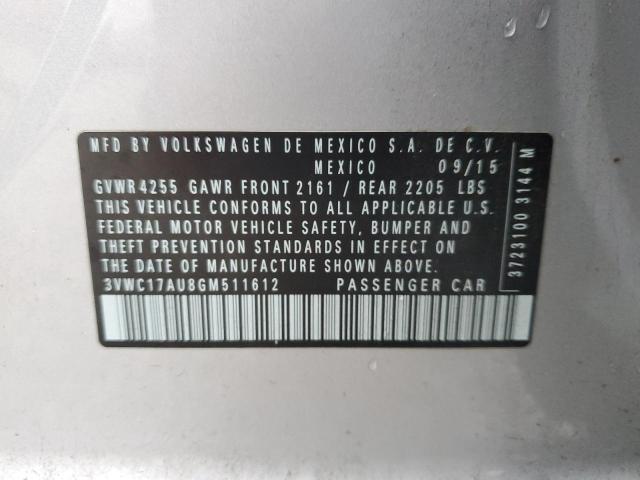 MFD BY VOLKSWAGEN DE MEXICO S.A. DE C.V.
MEXICO 09/15
GVWR 4255 GAWR FRONT 2161 / REAR 2205 LBS
THIS VEHICLE CONFORMS TO ALL APPLICABLE U.S.
FEDERAL MOTOR VEHICLE SAFETY, BUMPER AND
THEFT PREVENTION STANDARDS IN EFFECT ON
THE DATE OF MANUFACTURE SHOWN ABOVE.
3VWC17AU8GM511612 PASSENGER CAR
3723100 3144 M